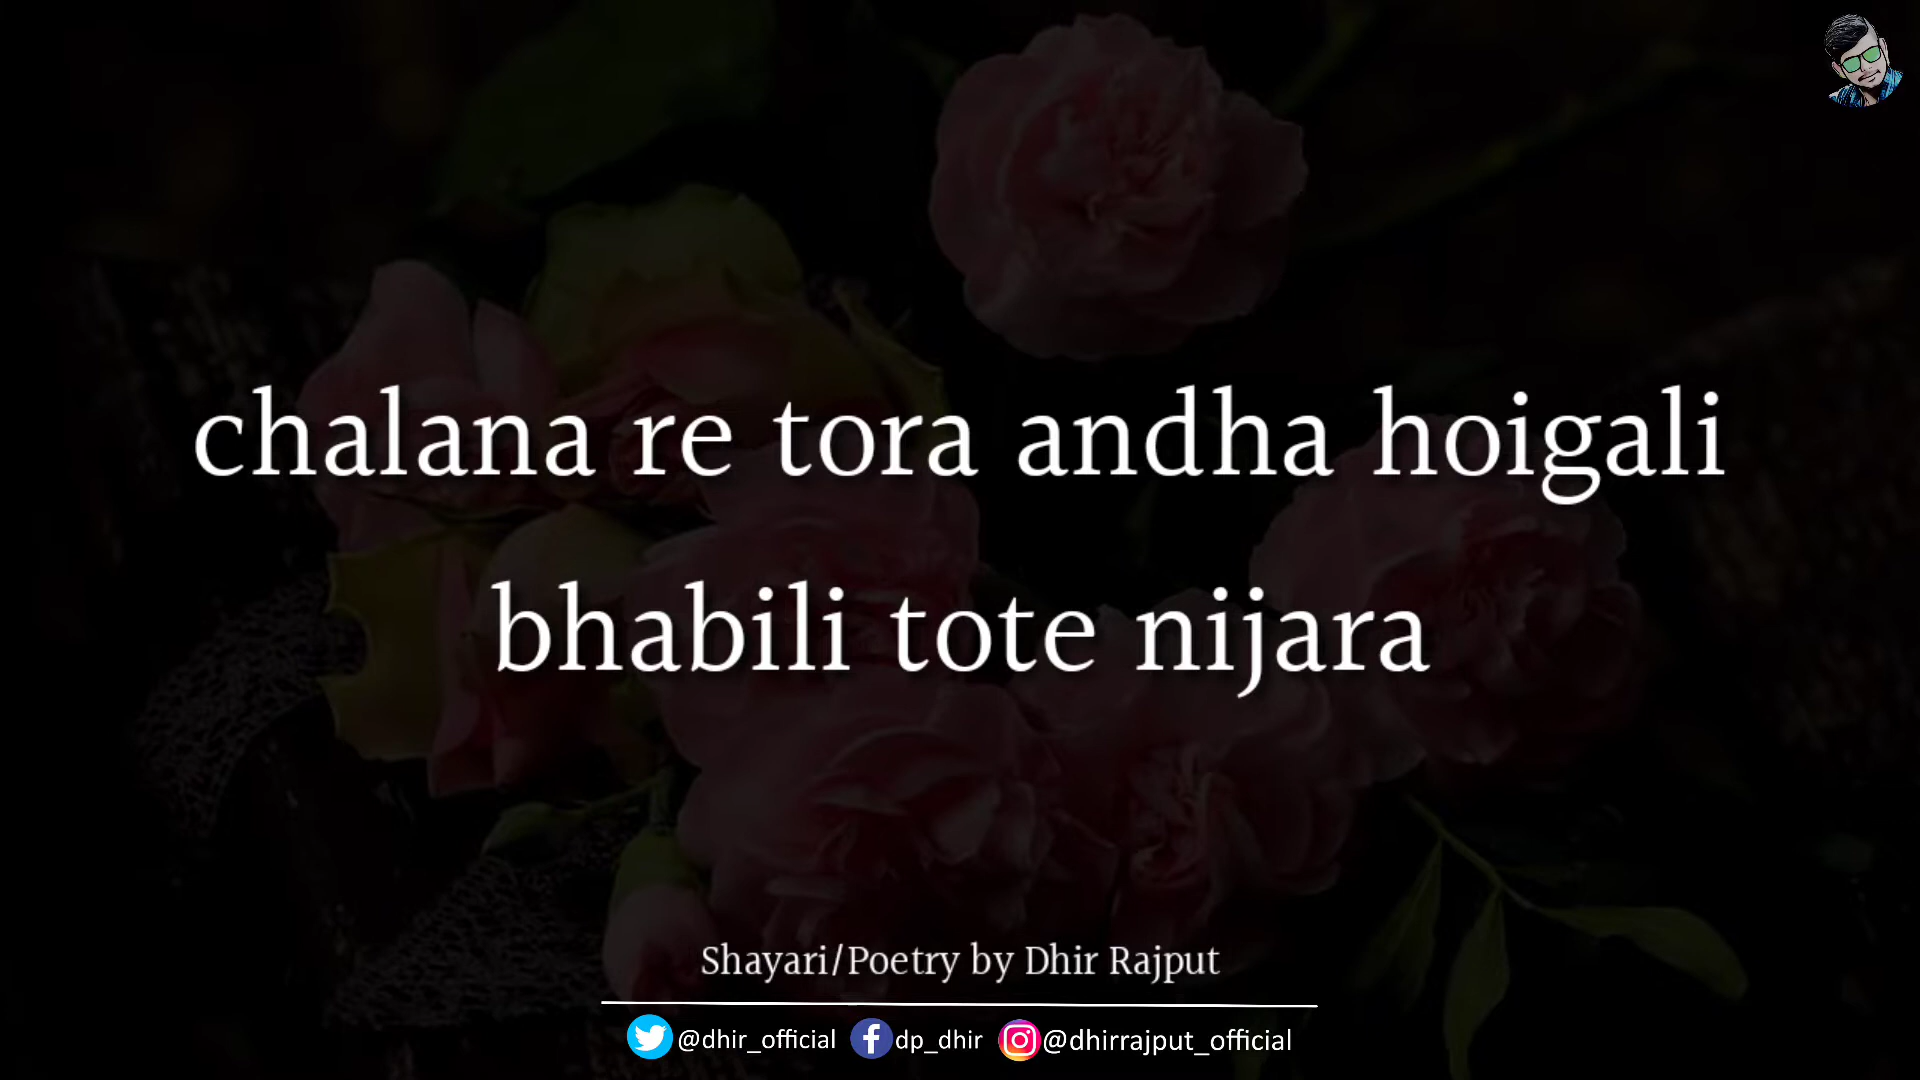 chalana re tora andha hoigali
bhabili tote nijara
Shayari/Poetry by Dhir Rajput
@dhir_official dp_dhir @dhirrajput_official